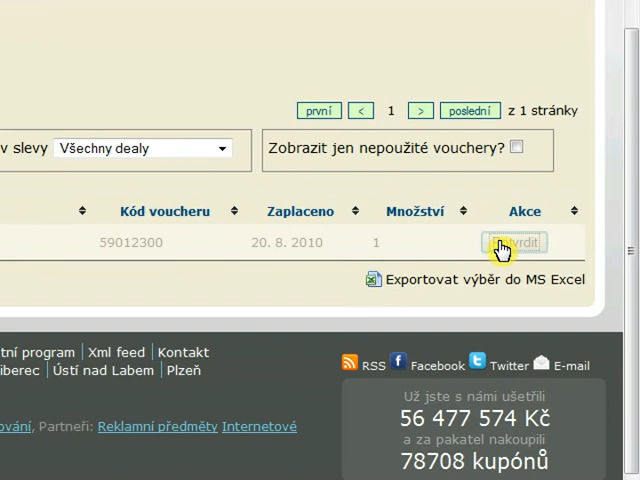 první < 1 > poslední z 1 stránky
v slevy Všechny dealy Zobrazit jen nepoužité vouchery?
Kód voucheru Zaplaceno Množství Akce
59012300 20. 8. 2010 1
Exportovat výběr do MS Excel
tní program Xml feed Kontakt
iberec Ústí nad Labem Plzeň
RSS Facebook Twitter E-mail
Už jste s námi ušetřili
56 477 574 Kč
ování, Partneři: Reklamní předměty Internetové
a za pakatel nakoupili
78708 kupónů